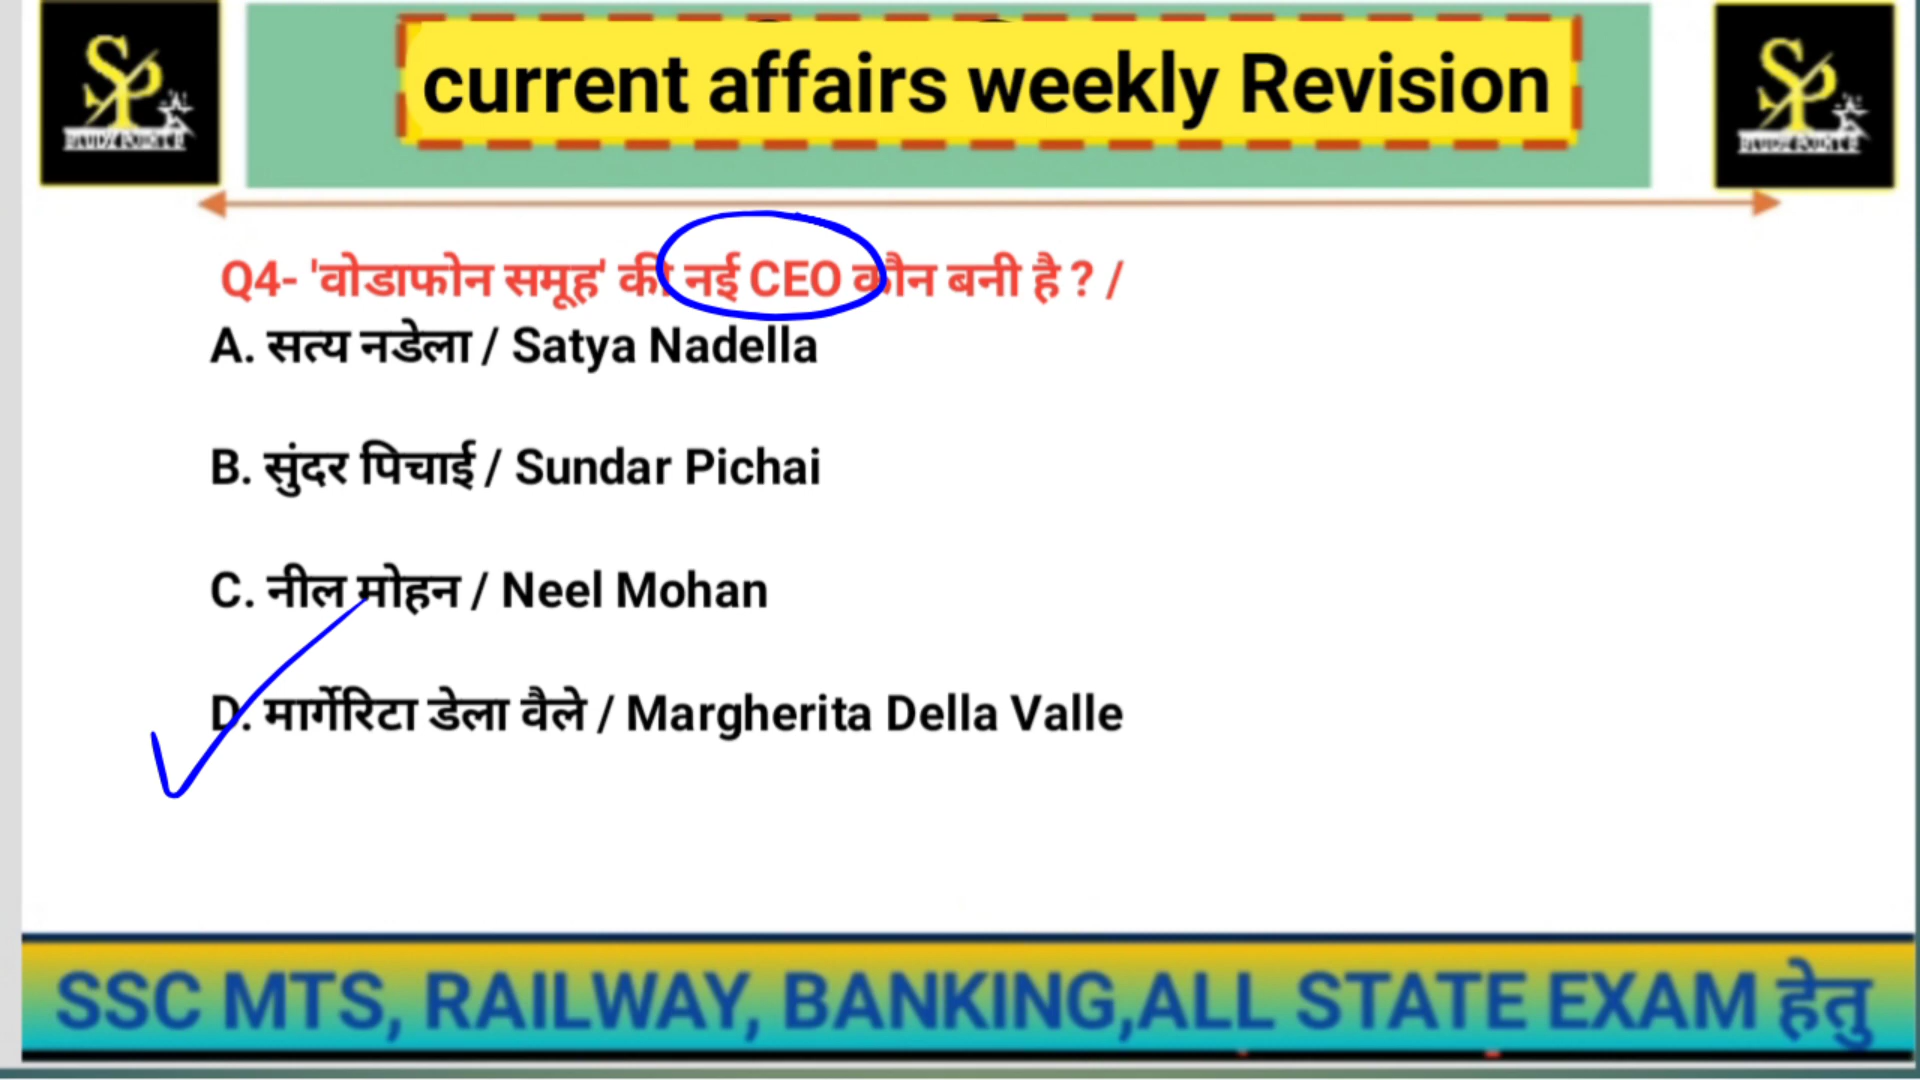 current affairs weekly Revision
Q4- 'वोडाफोन समूह' की नई CEO कौन बनी है ? /
A. सत्य नडेला / Satya Nadella
B. सुंदर पिचाई / Sundar Pichai
C. नील मोहन / Neel Mohan
D. मार्गेरिटा डेला वैले / Margherita Della Valle
SSC MTS, RAILWAY, BANKING,ALL STATE EXAM हेतु